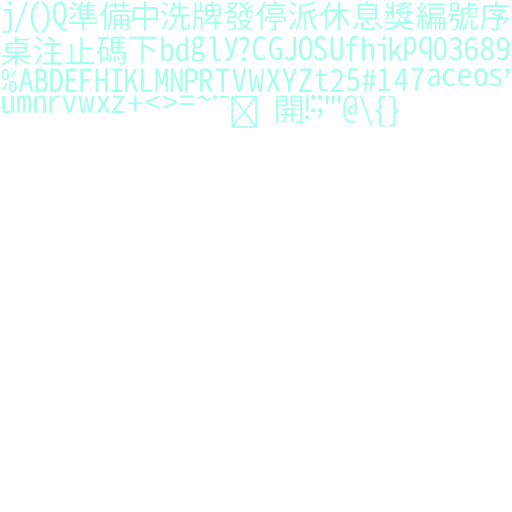 j/()Q準備中洗牌發停派休息獎編號序
桌注止碼下bdgly?CGJOSUfhikpq03689
%ABDEFHIKLMNPRTVWXYZt25#147aceos,
umnrvwxz+<>=~"- 開!:;'"@\{}